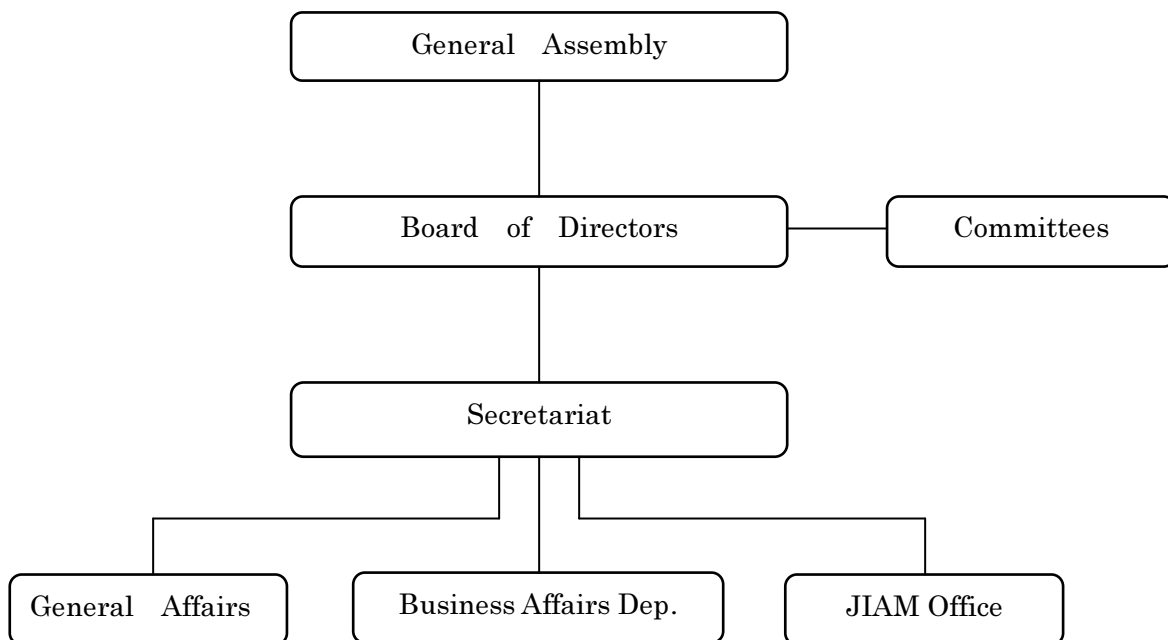 General Assembly
Board of Directors
Committees
Secretariat
General Affairs
Business Affairs Dep.
JIAM Office